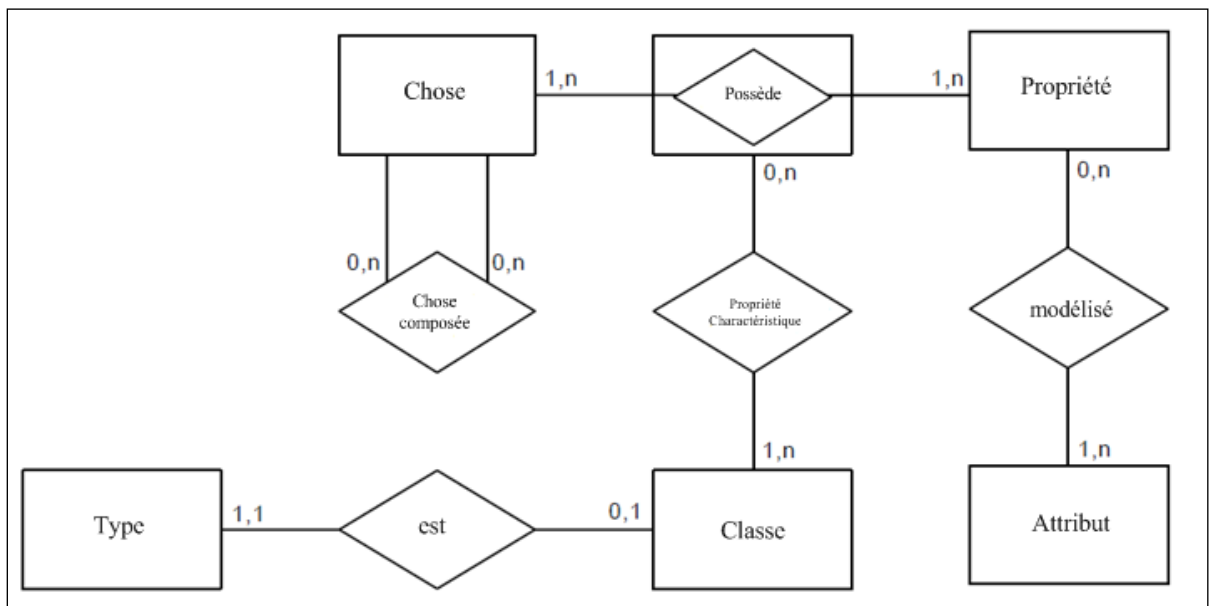 Chose
1,n
Possède
1,n
Propriété
0,n
0,n
0,n
0,n
Chose
composée
Propriété
Charactéristique
modélisé
1,n
1,n
Type
1,1
est
0,1
Classe
Attribut